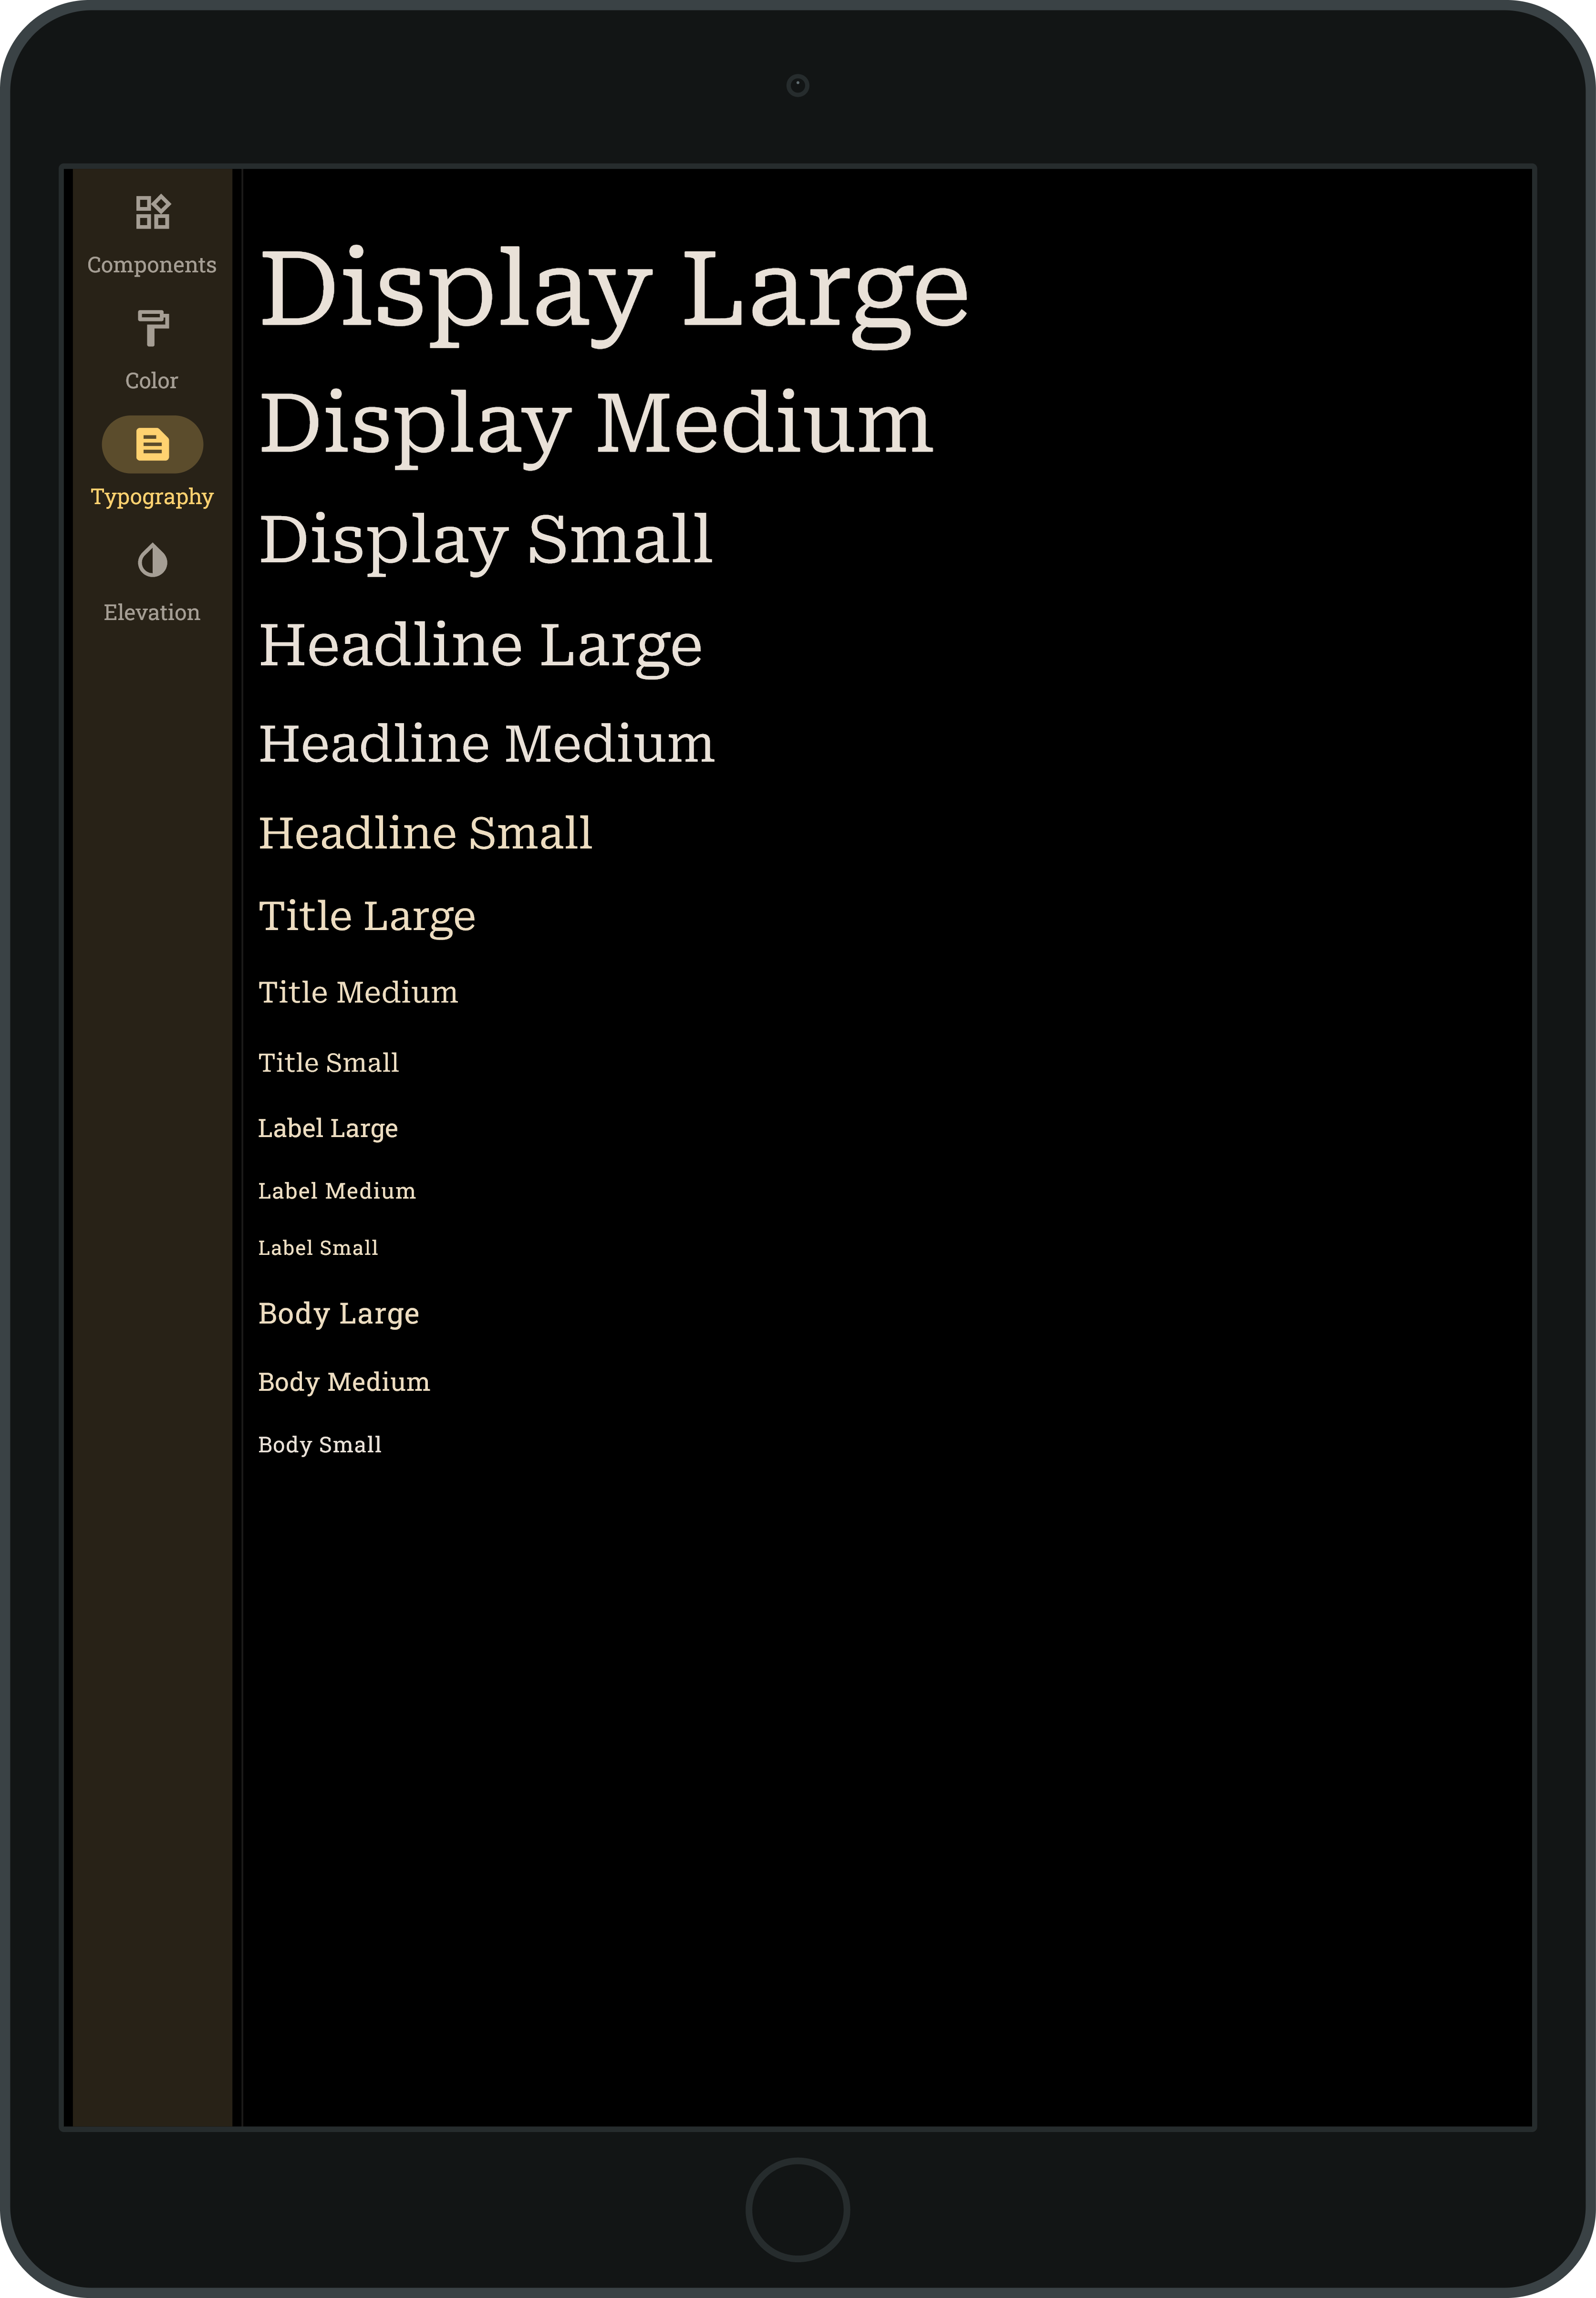 Components
Color
Typography
Elevation
Display Large
Display Medium
Display Small
Headline Large
Headline Medium
Headline Small
Title Large
Title Medium
Title Small
Label Large
Label Medium
Label Small
Body Large
Body Medium
Body Small